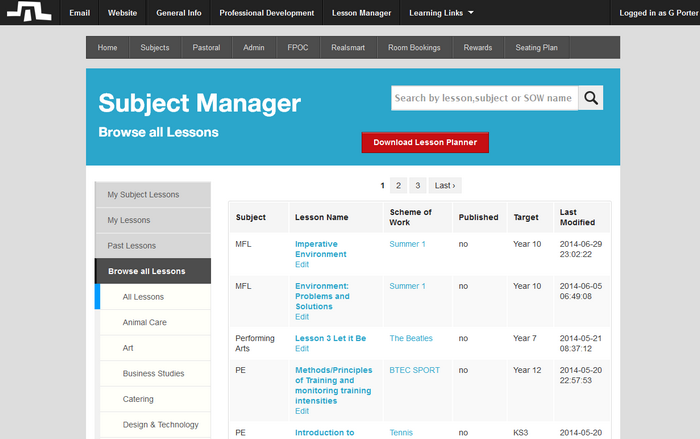 Email Website General Info Professional Development Lesson Manager Learning Links Logged in as G Porter
Home Subjects Pastoral Admin FPOC Realsmart Room Bookings Rewards Seating Plan
Subject Manager
Browse all Lessons
Search by lesson,subject or SOW name
Download Lesson Planner
My Subject Lessons
My Lessons
Past Lessons
Browse all Lessons
All Lessons
Animal Care
Art
Business Studies
Catering
Design & Technology
1 2 3 Last ›
Subject Lesson Name Scheme of Published Target Last
Work Modified
MFL Imperative Summer 1 no Year 10 2014-06-29
Environment 23:02:22
Edit
MFL Environment: Summer 1 no Year 10 2014-06-05
Problems and 06:49:08
Solutions
Edit
Performing Lesson 3 Let it Be The Beatles no Year 7 2014-05-21
Arts Edit 08:37:12
PE Methods/Principles BTEC SPORT no Year 12 2014-05-20
of Training and 22:57:53
monitoring training
intensities
Edit
PE Introduction to Tennis no KS3 2014-05-20